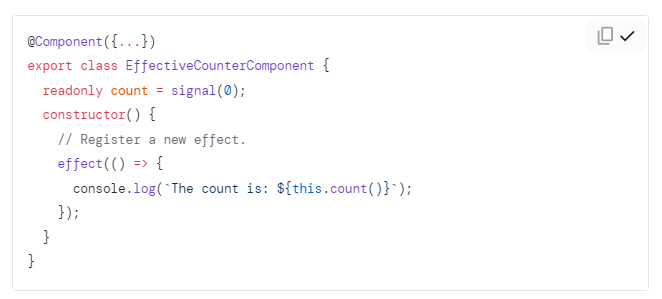 @Component({...})
export class EffectiveCounterComponent {
  readonly count = signal(0);
  constructor() {
    // Register a new effect.
    effect(() => {
      console.log(`The count is: ${this.count()}`);
    });
  }
}